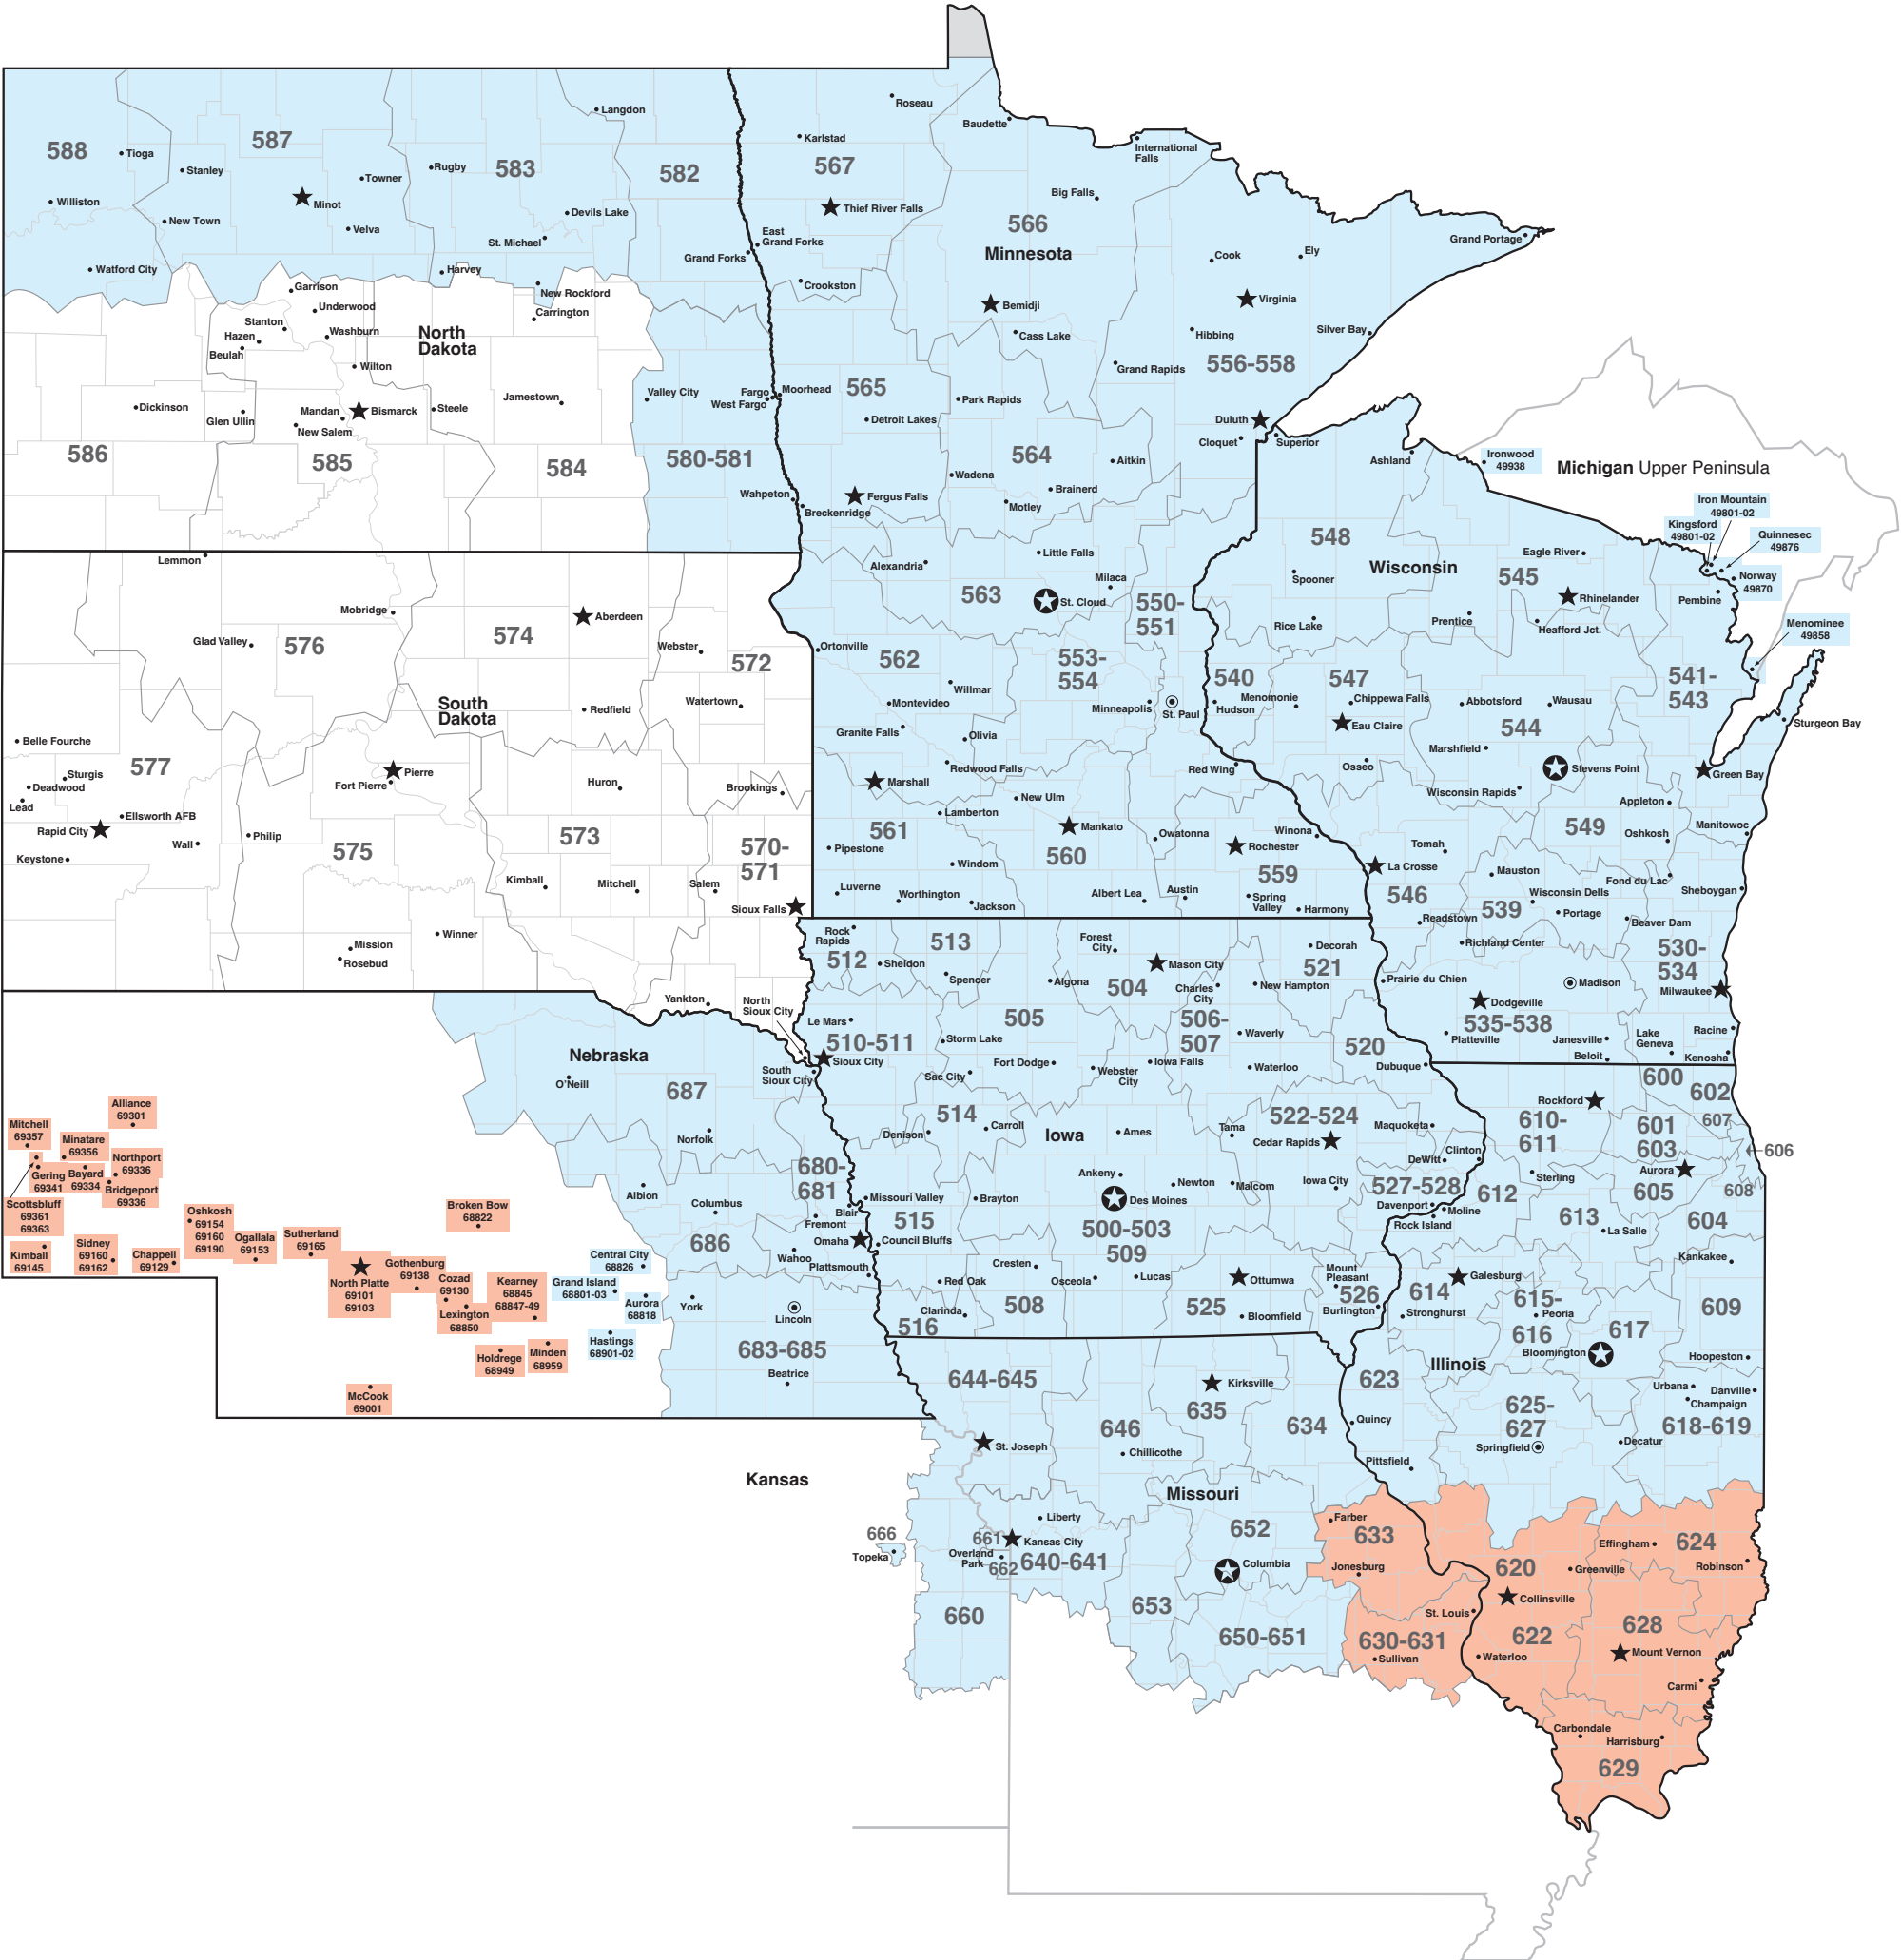 Roseau
Baudette
Langdon
Karlstad
International
Falls
588
587
583
582
567
Tioga
Stanley
Towner
Rugby
Minot
Williston
New Town
Velva
Devils Lake
St. Michael
Thief River Falls
Big Falls
566
Minnesota
East
Grand Forks
Grand Forks
Cook
Ely
Grand Portage
Watford City
Harvey
New Rockford
Crookston
Bemidji
Virginia
Garrison
Underwood
Carrington
Stanton
Hazen
Washburn
Beulah
North
Dakota
Cass Lake
Hibbing
Silver Bay
Wilton
Grand Rapids
556-558
Dickinson
Glen Ullin
Mandan
Bismarck
New Salem
Steele
Jamestown
Valley City
Fargo
West Fargo
Moorhead
565
Detroit Lakes
Park Rapids
Duluth
Cloquet
Superior
586
585
584
580-581
564
Wadena
Aitkin
Brainerd
Motley
Ashland
Ironwood
49938
Michigan Upper Peninsula
Wahpeton
Breckenridge
Fergus Falls
Iron Mountain
49801-02
Kingsford
49801-02
Quinnesec
49876
Norway
49870
Pembine
Menominee
49858
548
Wisconsin
Eagle River
545
Rhinelander
Spooner
Rice Lake
Prentice
Heafford Jct.
Lemmon
Little Falls
Alexandria
Milaca
563
St. Cloud
550-
551
Mobridge
Aberdeen
574
Glad Valley
576
Webster
572
Ortonville
562
553-
554
540
547
541-
543
South
Dakota
Redfield
Watertown
Willmar
Montevideo
Minneapolis
St. Paul
Hudson
Menomonie
Chippewa Falls
Eau Claire
Abbotsford
Wausau
544
Sturgeon Bay
Belle Fourche
577
Sturgis
Deadwood
Lead
Pierre
Fort Pierre
Huron
Brookings
Granite Falls
Olivia
Redwood Falls
Marshall
Red Wing
Osseo
Marshfield
Stevens Point
Wisconsin Rapids
Green Bay
Ellsworth AFB
Rapid City
Wall
Keystone
Philip
575
573
570-
571
New Ulm
Lamberton
Mankato
561
560
Pipestone
Owatonna
Winona
Rochester
559
La Crosse
Tomah
549
Appleton
Oshkosh
Manitowoc
Kimball
Mitchell
Salem
Sioux Falls
Windom
Luverne
Worthington
Jackson
Albert Lea
Austin
Spring
Valley
Harmony
546
Mauston
Wisconsin Dells
Fond du Lac
Sheboygan
539
Portage
Beaver Dam
Readstown
Richland Center
530-
534
Winner
Mission
Rosebud
Rock
Rapids
512
513
Sheldon
Spencer
Forest
City
Mason City
Decorah
521
New Hampton
Algona
504
Charles
City
Prairie du Chien
Madison
Milwaukee
Dodgeville
535-538
Platteville
Janesville
Beloit
Lake
Geneva
Racine
Kenosha
Yankton
North
Sioux City
Le Mars
510-511
Sioux City
505
Storm Lake
506-
507
Waverly
520
Fort Dodge
Webster
City
Iowa Falls
Waterloo
Dubuque
Nebraska
O'Neill
687
South
Sioux City
Sac City
514
Carroll
Denison
Iowa
Ames
522-524
Tama
Cedar Rapids
Maquoketa
DeWitt
Clinton
600
602
Rockford
610-
611
601
603
607
606
Aurora
605
608
Alliance
69301
Mitchell
69357
Minatare
69356
Northport
69336
Gering
69341
Bayard
69334
Bridgeport
69336
Scottsbluff
69361
69363
Kimball
69145
Sidney
69160
69162
Chappell
69129
Oshkosh
69154
69160
69190
Ogallala
69153
Sutherland
69165
North Platte
69101
69103
Gothenburg
69138
Cozad
69130
Lexington
68850
Kearney
68845
68847-49
Broken Bow
68822
Holdrege
68949
Minden
68959
McCook
69001
Central City
68826
Grand Island
68801-03
Aurora
68818
Hastings
68901-02
Norfolk
680-
681
Albion
Columbus
Blair
Fremont
Omaha
686
Wahoo
Plattsmouth
York
Lincoln
683-685
Beatrice
Missouri Valley
515
Council Bluffs
Brayton
Ankeny
Des Moines
Newton
Malcom
Iowa City
500-503
509
527-528
Davenport
Moline
Rock Island
612
Sterling
613
La Salle
604
Kankakee
Red Oak
Creston
Osceola
Lucas
Ottumwa
Mount
Pleasant
526
Burlington
Clarinda
508
525
Bloomfield
516
614
Galesburg
Stronghurst
615-
Peoria
616
617
Bloomington
609
Hoopeston
Illinois
Urbana
Champaign
Danville
618-619
644-645
Kirksville
635
623
634
Quincy
625-
627
Springfield
Decatur
Pittsfield
St. Joseph
646
Chillicothe
Kansas
Missouri
666
Topeka
Liberty
661
Kansas City
Overland
Park
662
640-641
652
Columbia
Farber
633
Jonesburg
620
Effingham
624
Greenville
Robinson
Collinsville
660
653
650-651
St. Louis
630-631
Sullivan
622
Waterloo
628
Mount Vernon
Carmi
Carbondale
Harrisburg
629